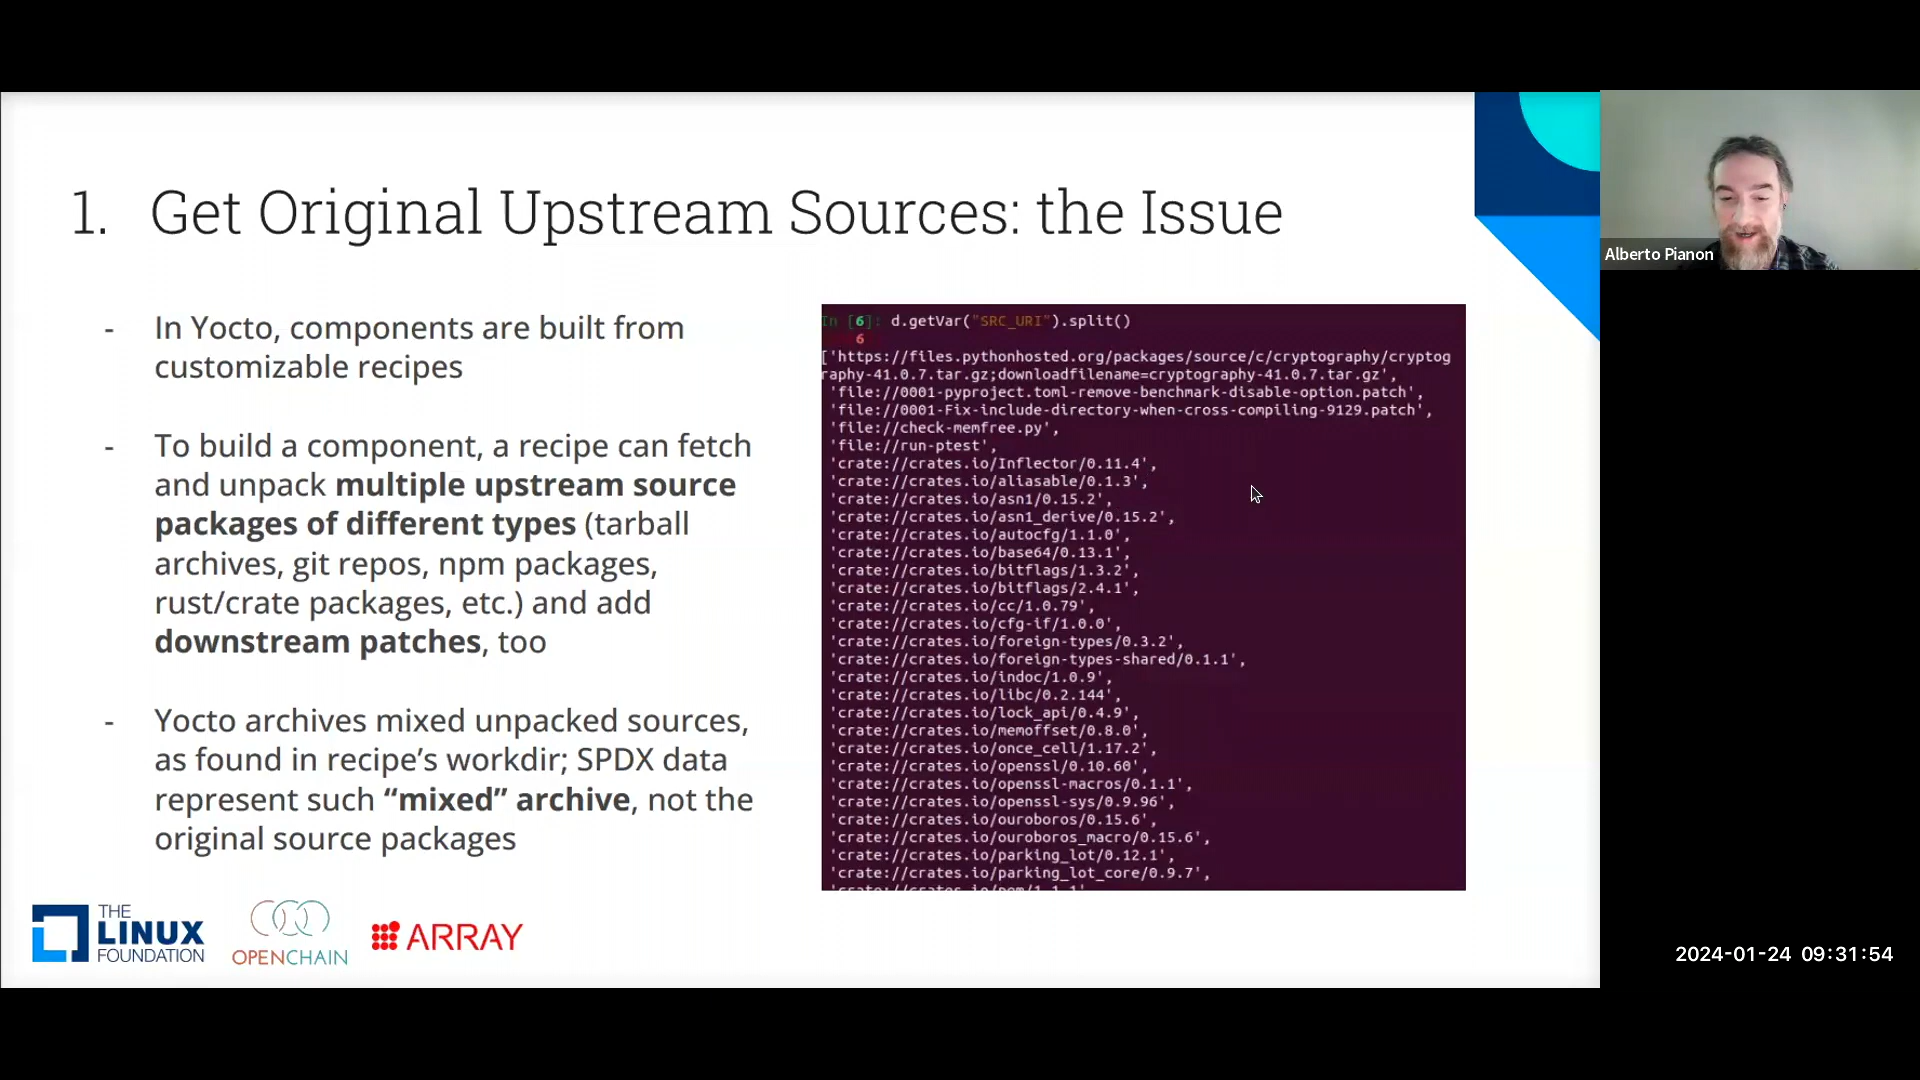 1. Get Original Upstream Sources: the Issue
- In Yocto, components are built from
customizable recipes
- To build a component, a recipe can fetch
and unpack multiple upstream source
packages of different types (tarball
archives, git repos, npm packages,
rust/crate packages, etc.) and add
downstream patches, too
- Yocto archives mixed unpacked sources,
as found in recipe’s workdir; SPDX data
represent such “mixed” archive, not the
original source packages
In [6]: d.getVar("SRC_URI").split()
6
['https://files.pythonhosted.org/packages/source/c/cryptography/cryptog
raphy-41.0.7.tar.gz;downloadfilename=cryptography-41.0.7.tar.gz',
'file://0001-pyproject.toml-remove-benchmark-disable-option.patch',
'file://0001-Fix-include-directory-when-cross-compiling-9129.patch',
'file://check-memfree.py',
'file://run-ptest',
'crate://crates.io/Inflector/0.11.4',
'crate://crates.io/aliasable/0.1.3',
'crate://crates.io/asn1/0.15.2',
'crate://crates.io/asn1_derive/0.15.2',
'crate://crates.io/autocfg/1.1.0',
'crate://crates.io/base64/0.13.1',
'crate://crates.io/bitflags/1.3.2',
'crate://crates.io/bitflags/2.4.1',
'crate://crates.io/cc/1.0.79',
'crate://crates.io/cfg-if/1.0.0',
'crate://crates.io/foreign-types/0.3.2',
'crate://crates.io/foreign-types-shared/0.1.1',
'crate://crates.io/indoc/1.0.9',
'crate://crates.io/libc/0.2.144',
'crate://crates.io/lock_api/0.4.9',
'crate://crates.io/memoffset/0.8.0',
'crate://crates.io/once_cell/1.17.2',
'crate://crates.io/openssl/0.10.60',
'crate://crates.io/openssl-macros/0.1.1',
'crate://crates.io/openssl-sys/0.9.96',
'crate://crates.io/ouroboros/0.15.6',
'crate://crates.io/ouroboros_macro/0.15.6',
'crate://crates.io/parking_lot/0.12.1',
'crate://crates.io/parking_lot_core/0.9.7',
THE
LINUX
FOUNDATION
OPENCHAIN
ARRAY
Alberto Pianon
2024-01-24 09:31:54